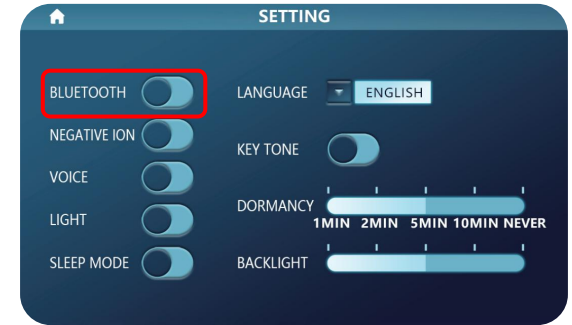 SETTING
BLUETOOTH
NEGATIVE ION
VOICE
LIGHT
SLEEP MODE
LANGUAGE ENGLISH
KEY TONE
DORMANCY
1MIN 2MIN 5MIN 10MIN NEVER
BACKLIGHT